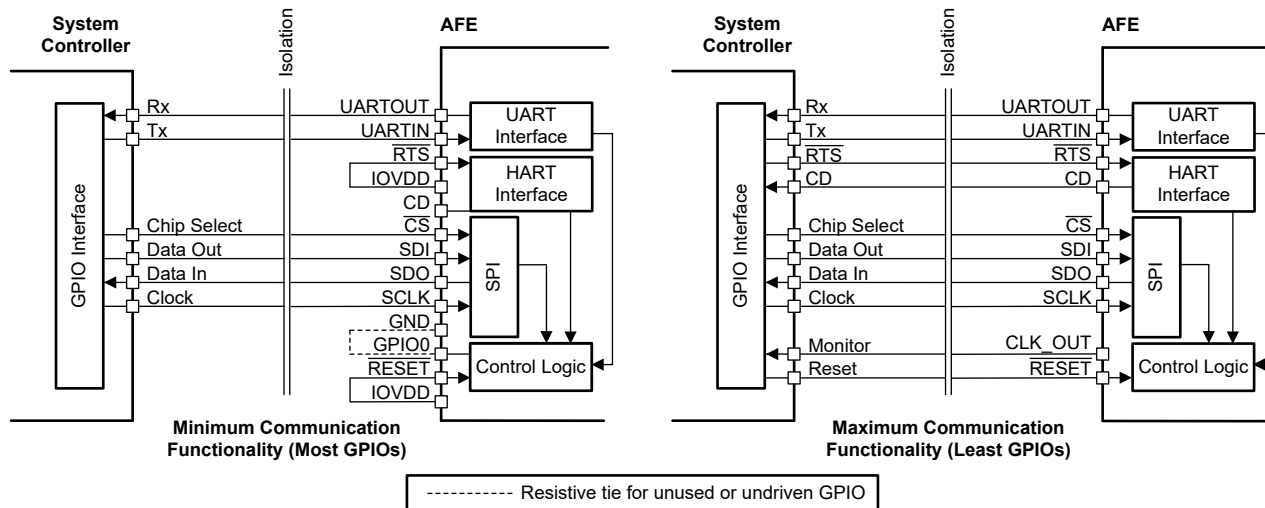 System
Controller
Isolation
AFE
GPIO Interface
Rx
Tx
Chip Select
Data Out
Data In
Clock
UARTOUT
UARTIN
RTS
IOVDD
CD
CS
SDI
SDO
SCLK
GND
GPIO0
RESET
IOVDD
UART
Interface
HART
Interface
SPI
Control Logic
Minimum Communication
Functionality (Most GPIOs)
System
Controller
Isolation
AFE
GPIO Interface
Rx
Tx
RTS
CD
Chip Select
Data Out
Data In
Clock
Monitor
Reset
UARTOUT
UARTIN
RTS
CD
CS
SDI
SDO
SCLK
CLK_OUT
RESET
UART
Interface
HART
Interface
SPI
Control Logic
Maximum Communication
Functionality (Least GPIOs)
Resistive tie for unused or undriven GPIO